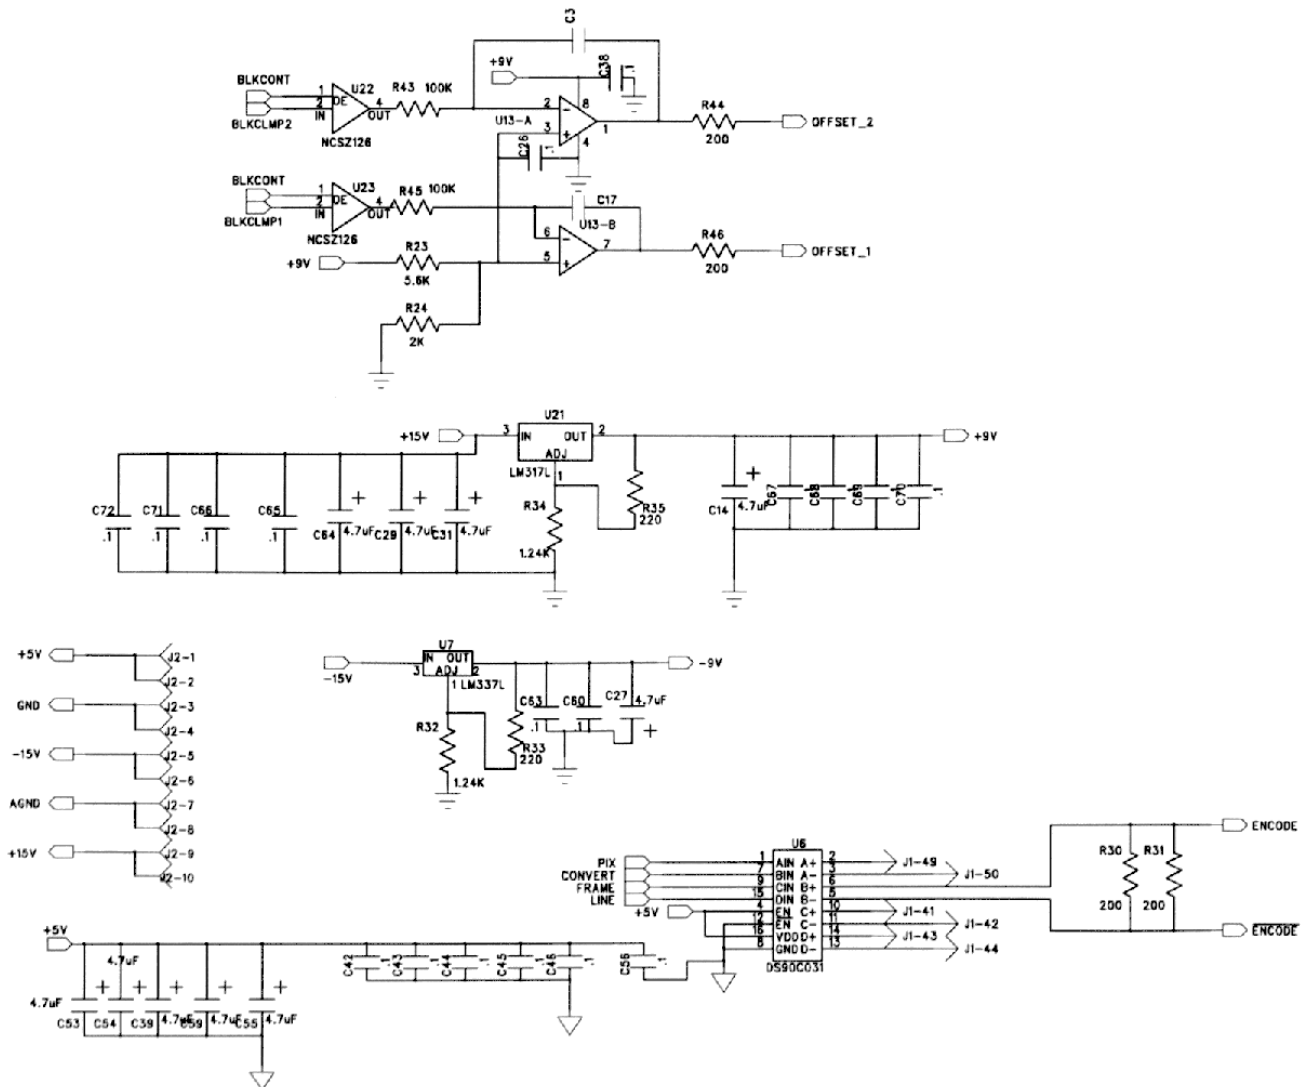 C3
+9V
C38
.1
BLKCONT
1
2
OE
IN
BLKCLMP2
U22
4
OUT
NCSZ126
R43 100K
2
8
U13-A
3
4
1
C26
.1
R44
200
OFFSET_2
BLKCONT
1
2
OE
IN
BLKCLMP1
U23
4
OUT
NCSZ126
R45 100K
C17
U13-B
6
5
7
R46
200
OFFSET_1
+9V
R23
5.6K
R24
2K
U21
+15V
3
IN OUT
2
ADJ
LM317L
1
+9V
R34
1.24K
R35
220
C72
.1
C71
.1
C66
.1
C65
.1
C64
4.7uF
C29
4.7uF
C31
4.7uF
C14
4.7uF
C67
C68
C69
C70
.1
+5V
J2-1
J2-2
GND
J2-3
J2-4
-15V
J2-5
J2-6
AGND
J2-7
J2-8
+15V
J2-9
J2-10
U7
-15V
3
IN OUT
2
ADJ
1 LM337L
-9V
R32
1.24K
R33
220
C63
.1
C60
.1
C27
4.7uF
U6
PIX
1
AIN A+
2
J1-49
CONVERT
7
BIN A-
3
J1-50
FRAME
9
CIN B+
6
LINE
15
DIN B-
5
+5V
4
EN C+
10
J1-41
12
EN C-
11
J1-42
16
VDD D+
14
J1-43
8
GND D+
13
J1-44
DS90C031
R30
200
R31
200
ENCODE
ENCODE
+5V
4.7uF
C53
4.7uF
C54
C39
4.7uF
C59
4.7uF
C55
4.7uF
C42
.1
C43
.1
C44
.1
C45
.1
C46
.1
C56
.1